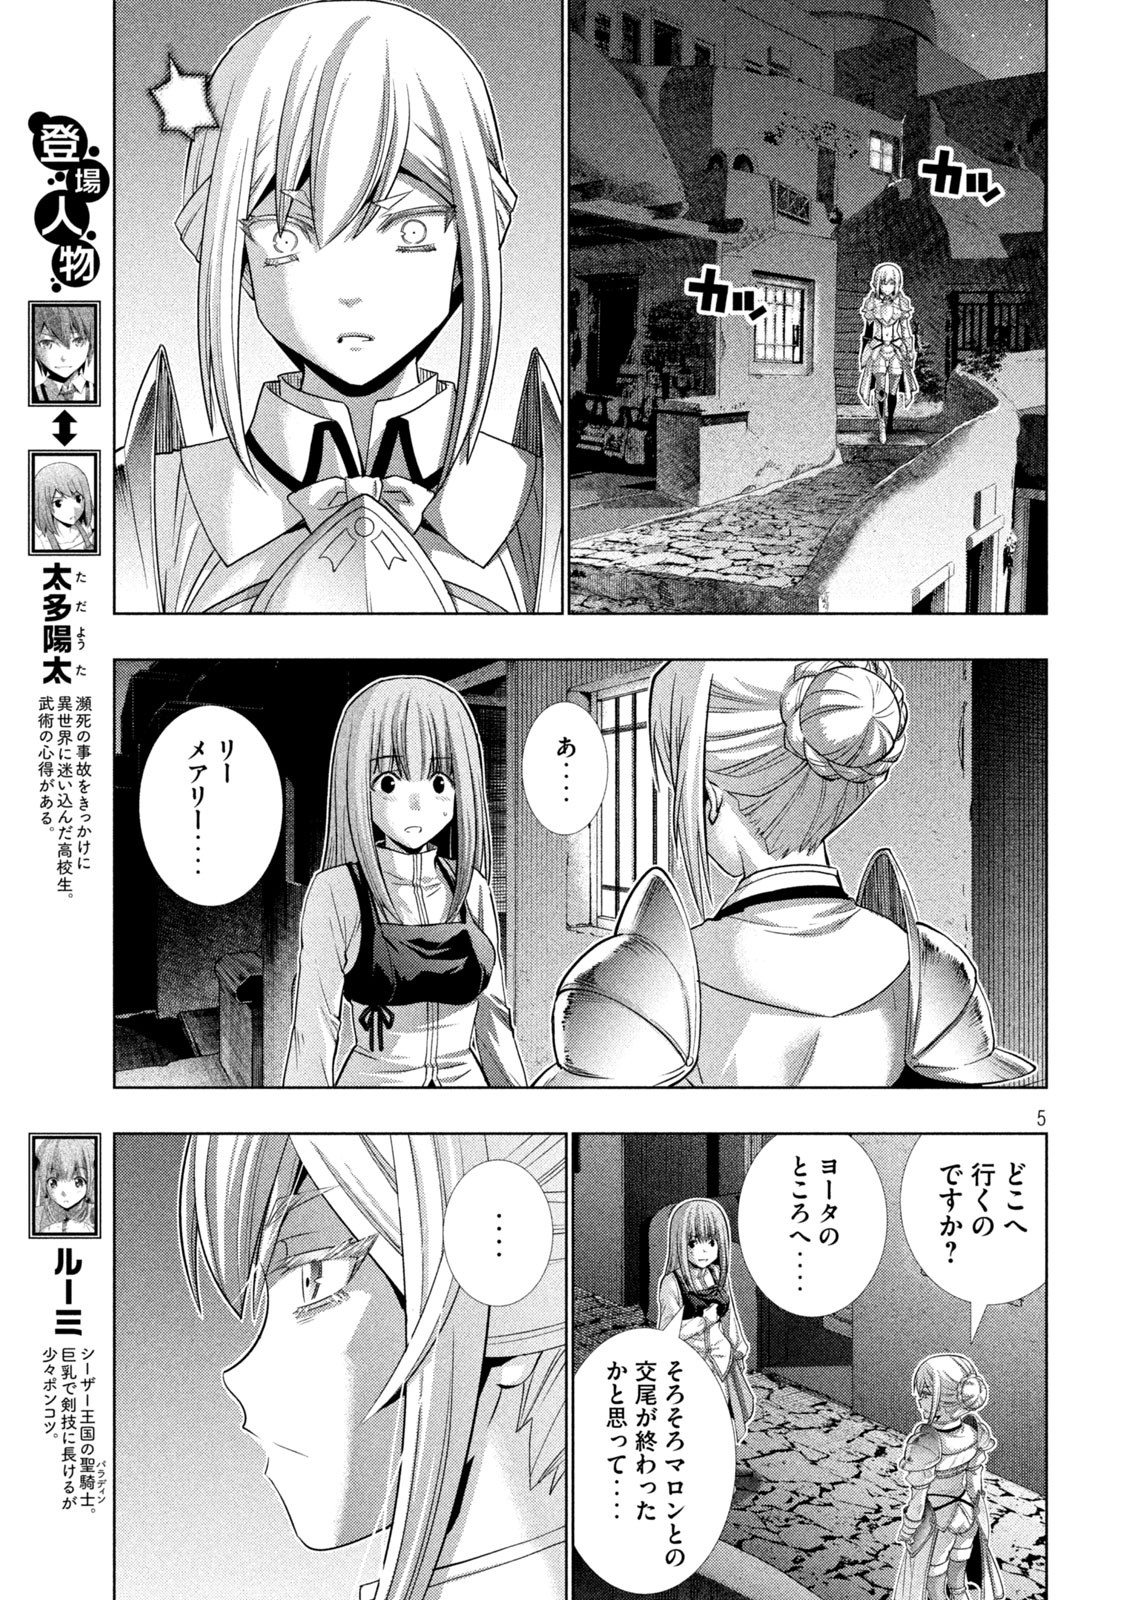 カッ
カッ
あ‥‥
リー
メアリー‥‥‥
どこへ
行くの
ですか？
ヨータの
ところへ‥‥
そろそろマロンとの
交尾が終わった
かと思って‥‥‥
‥‥
5
登場人物
太多陽太
ただようた
瀕死の事故をきっかけに
異世界に迷い込んだ高校生。
武術の心得がある。
ルーミ
シーザー王国の聖騎士。
パラディン
巨乳で剣技に長けるが
少々ポンコツ。